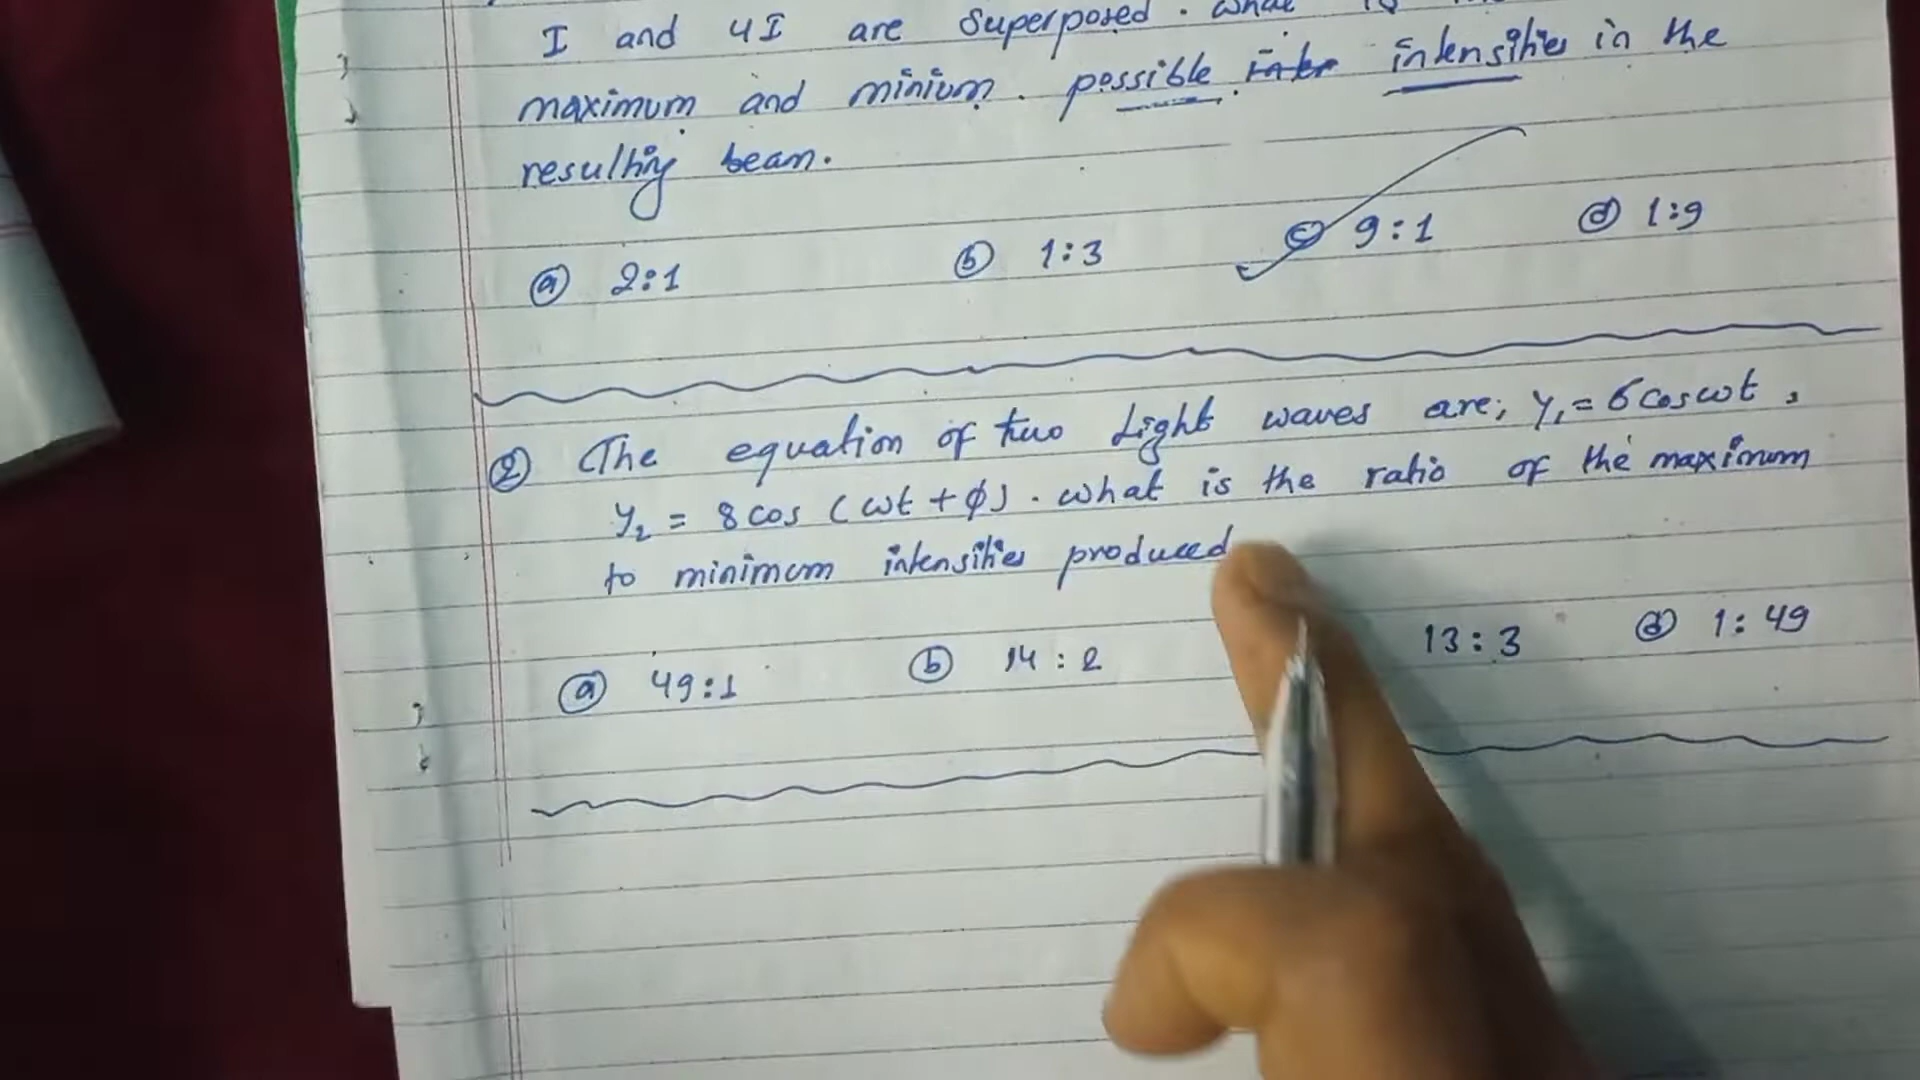 I and 4I are superposed. what is
maximum and minium. possible intensities in the
resulting beam.
ⓐ 2:1 ⓑ 1:3 ⓒ 9:1 ⓓ 1:9
② The equation of two Light waves are; y₁ = 6 cos ωt,
y₂ = 8 cos (ωt + φ). what is the ratio of the maximum
to minimum intensities produced
ⓐ 49:1 ⓑ 14:2 13:3 ⓓ 1:49